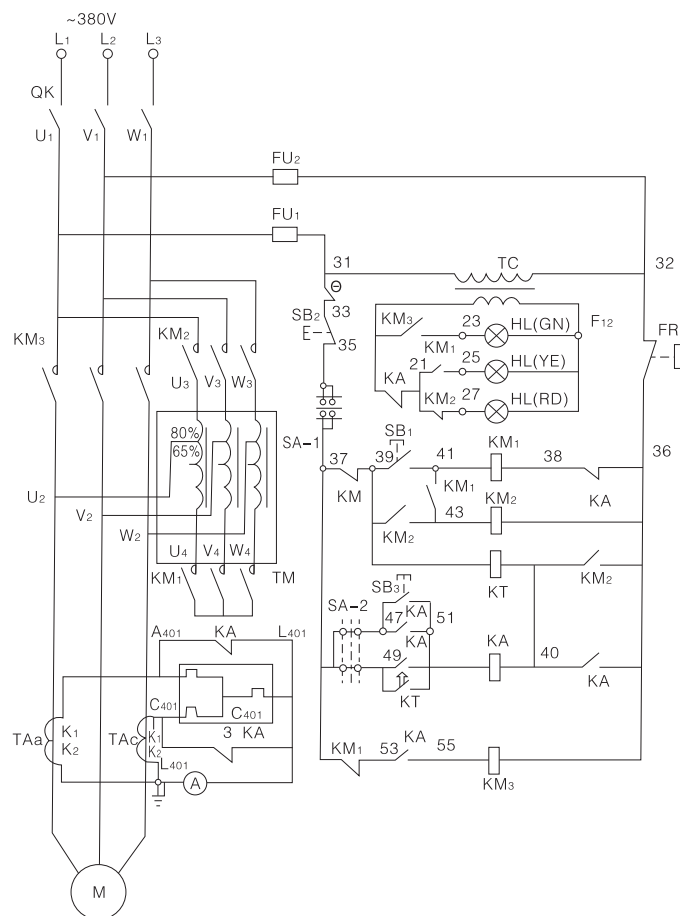 ~380V
L1 L2 L3
QK
U1 V1 W1
FU2
FU1
31 TC 32
Θ
33
SB2
E
35
KM3 23 HL(GN) F12
KM1
FR
21 25 HL(YE)
KA
KM2 27 HL(RD)
KM3
KM2
U3 V3 W3
80%
65%
SA-1
SB1
37 39 41 KM1 38 36
KM KM1 KA
KM2
KM2 43
U2
V2
W2
U4 V4 W4
KM1 TM
KT KM2
SB3
SA-2 KA
47 51
KA
49 KA 40
KA
KT
A401 KA L401
C401
C401
3 KA
TAa K1
K2
TAc K1
K2
L401
A
KM1 53 KA 55
KM3
M